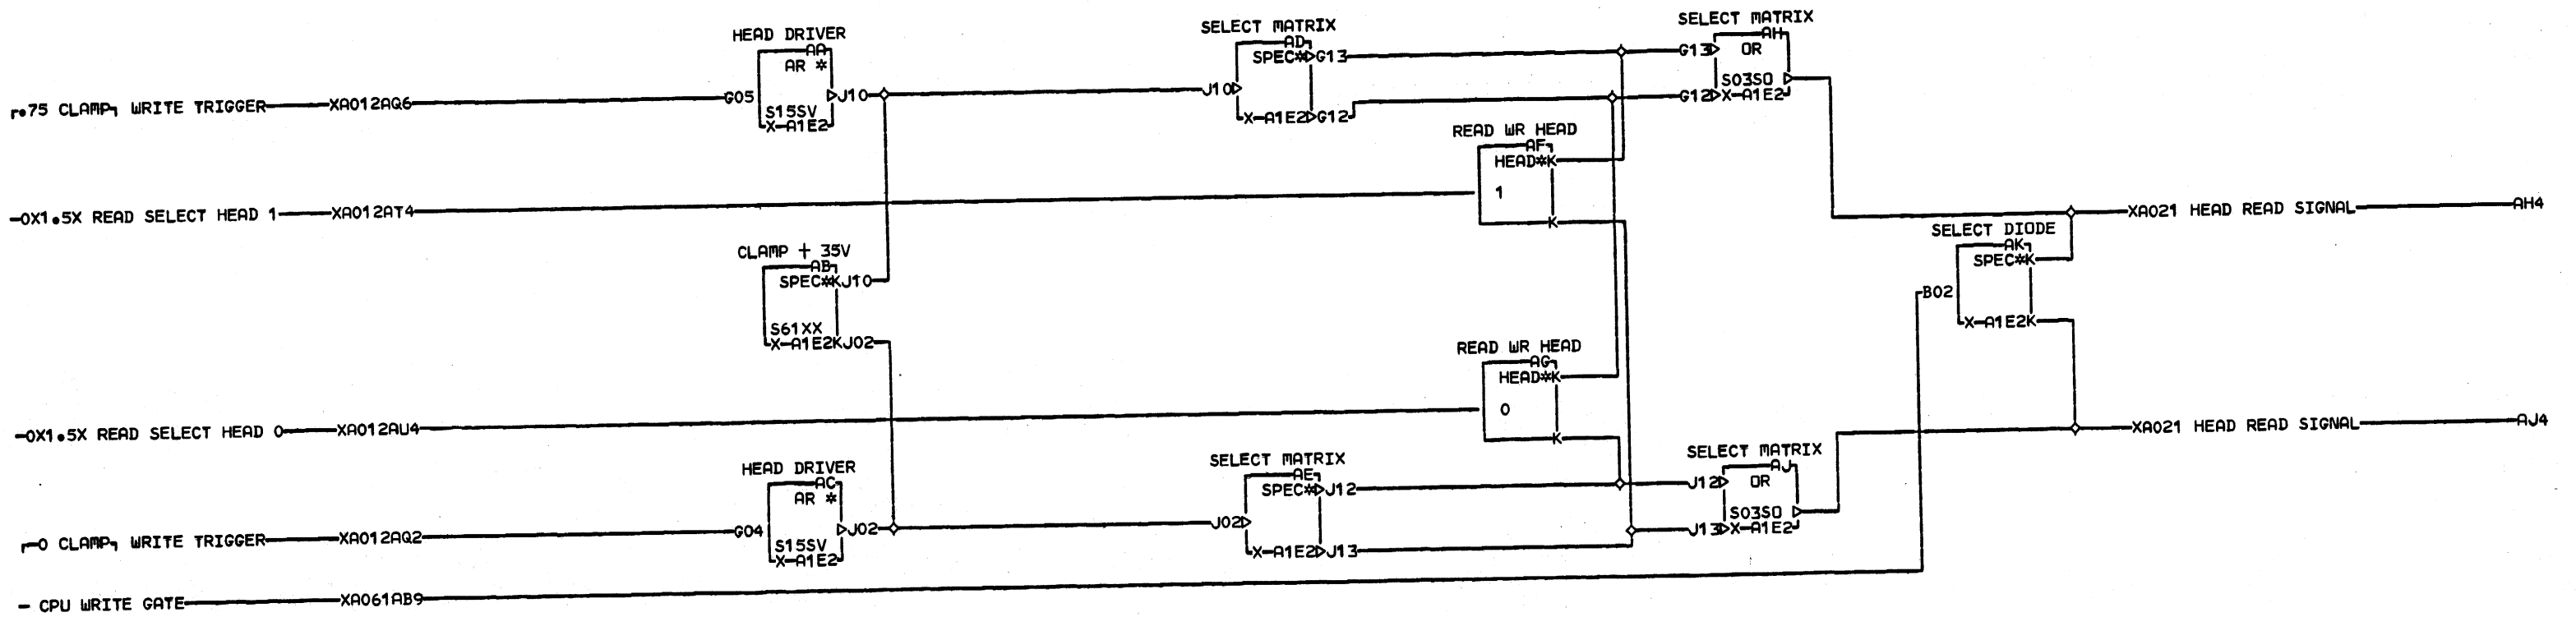 SELECT MATRIX
AH
G13 OR
S03SO
G12 X-A1E2
SELECT MATRIX
AD
SPEC* G13
J10
X-A1E2 G12
HEAD DRIVER
AA
AR *
G05 J10
S15SV
X-A1E2
.75 CLAMP WRITE TRIGGER XA012AQ6
READ WR HEAD
AF
HEAD*K
1
K
-0X1.5X READ SELECT HEAD 1 XA012AT4
XA021 HEAD READ SIGNAL AH4
SELECT DIODE
AK
SPEC*K
B02
X-A1E2K
CLAMP + 35V
AB
SPEC*KJ10
S61XX
X-A1E2KJ02
READ WR HEAD
AG
HEAD*K
0
K
-0X1.5X READ SELECT HEAD 0 XA012AU4
XA021 HEAD READ SIGNAL AJ4
SELECT MATRIX
AJ
J12 OR
S03SO
J13 X-A1E2
SELECT MATRIX
AE
SPEC* J12
J02
X-A1E2 J13
HEAD DRIVER
AC
AR *
G04 J02
S15SV
X-A1E2
-0 CLAMP WRITE TRIGGER XA012AQ2
- CPU WRITE GATE XA061AB9